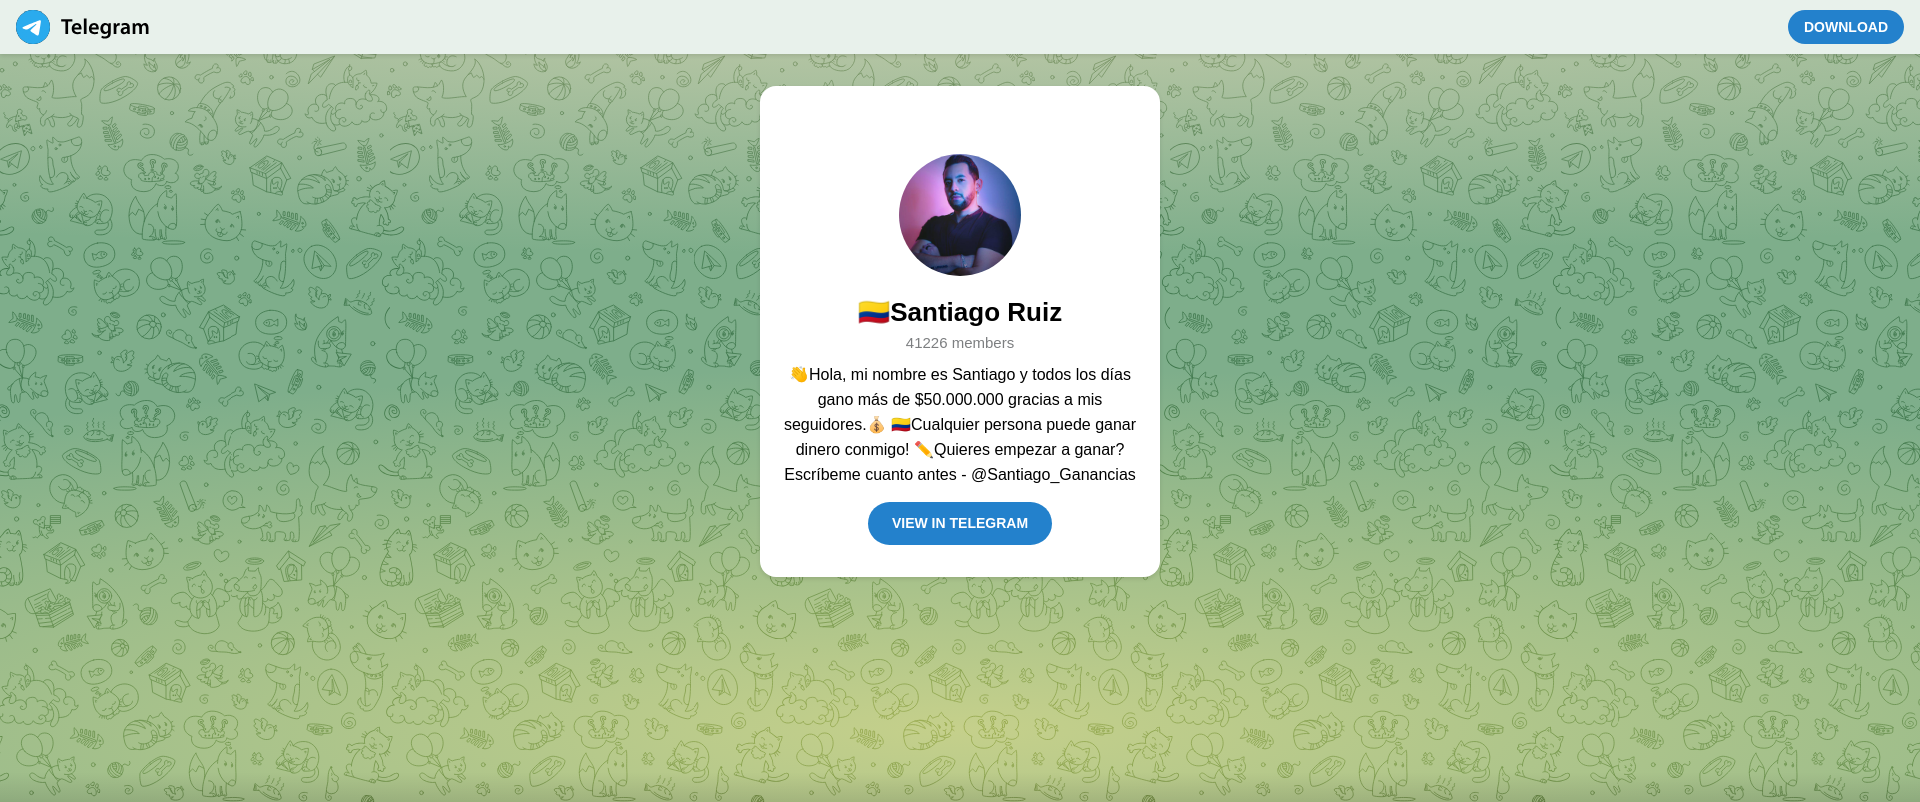 Telegram
DOWNLOAD
🇨🇴Santiago Ruiz
41226 members
👋Hola, mi nombre es Santiago y todos los días
gano más de $50.000.000 gracias a mis
seguidores.💰 🇨🇴Cualquier persona puede ganar
dinero conmigo! ✏️Quieres empezar a ganar?
Escríbeme cuanto antes - @Santiago_Ganancias
VIEW IN TELEGRAM